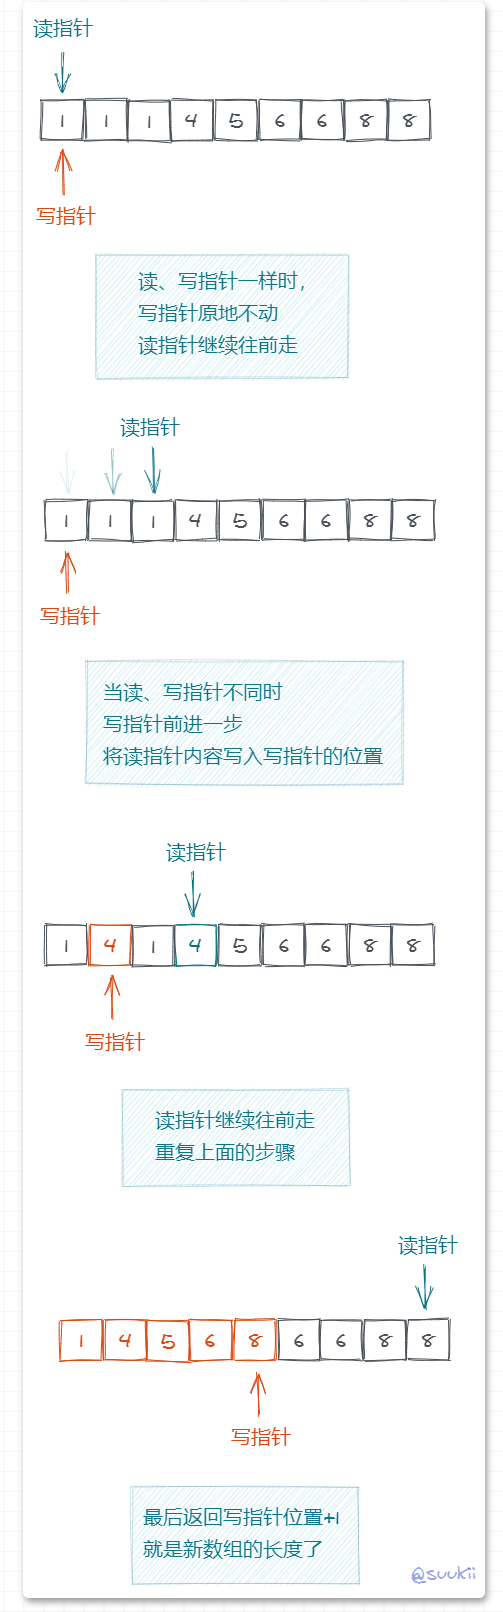 读指针
1 1 1 4 5 6 6 8 8
写指针
读、写指针一样时，
写指针原地不动
读指针继续往前走
读指针
1 1 1 4 5 6 6 8 8
写指针
当读、写指针不同时
写指针前进一步
将读指针内容写入写指针的位置
读指针
1 4 1 4 5 6 6 8 8
写指针
读指针继续往前走
重复上面的步骤
读指针
1 4 5 6 8 6 6 8 8
写指针
最后返回写指针位置+1
就是新数组的长度了
@suukii